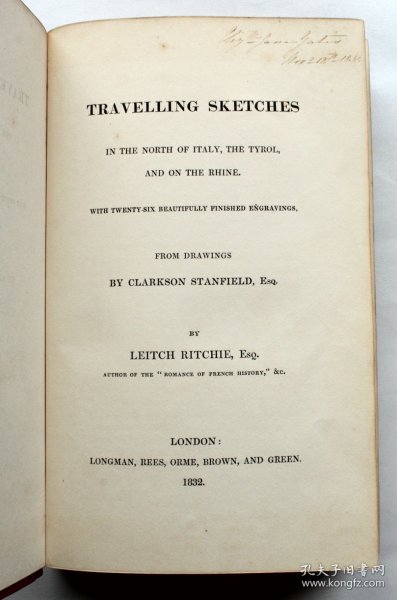 TRAVELLING SKETCHES
IN THE NORTH OF ITALY, THE TYROL,
AND ON THE RHINE.
WITH TWENTY-SIX BEAUTIFULLY FINISHED ENGRAVINGS,
FROM DRAWINGS
BY CLARKSON STANFIELD, Esq.
BY
LEITCH RITCHIE, Esq.
AUTHOR OF THE "ROMANCE OF FRENCH HISTORY," &c.
LONDON:
LONGMAN, REES, ORME, BROWN, AND GREEN.
1832.
孔夫子旧书网
www.kongfz.com